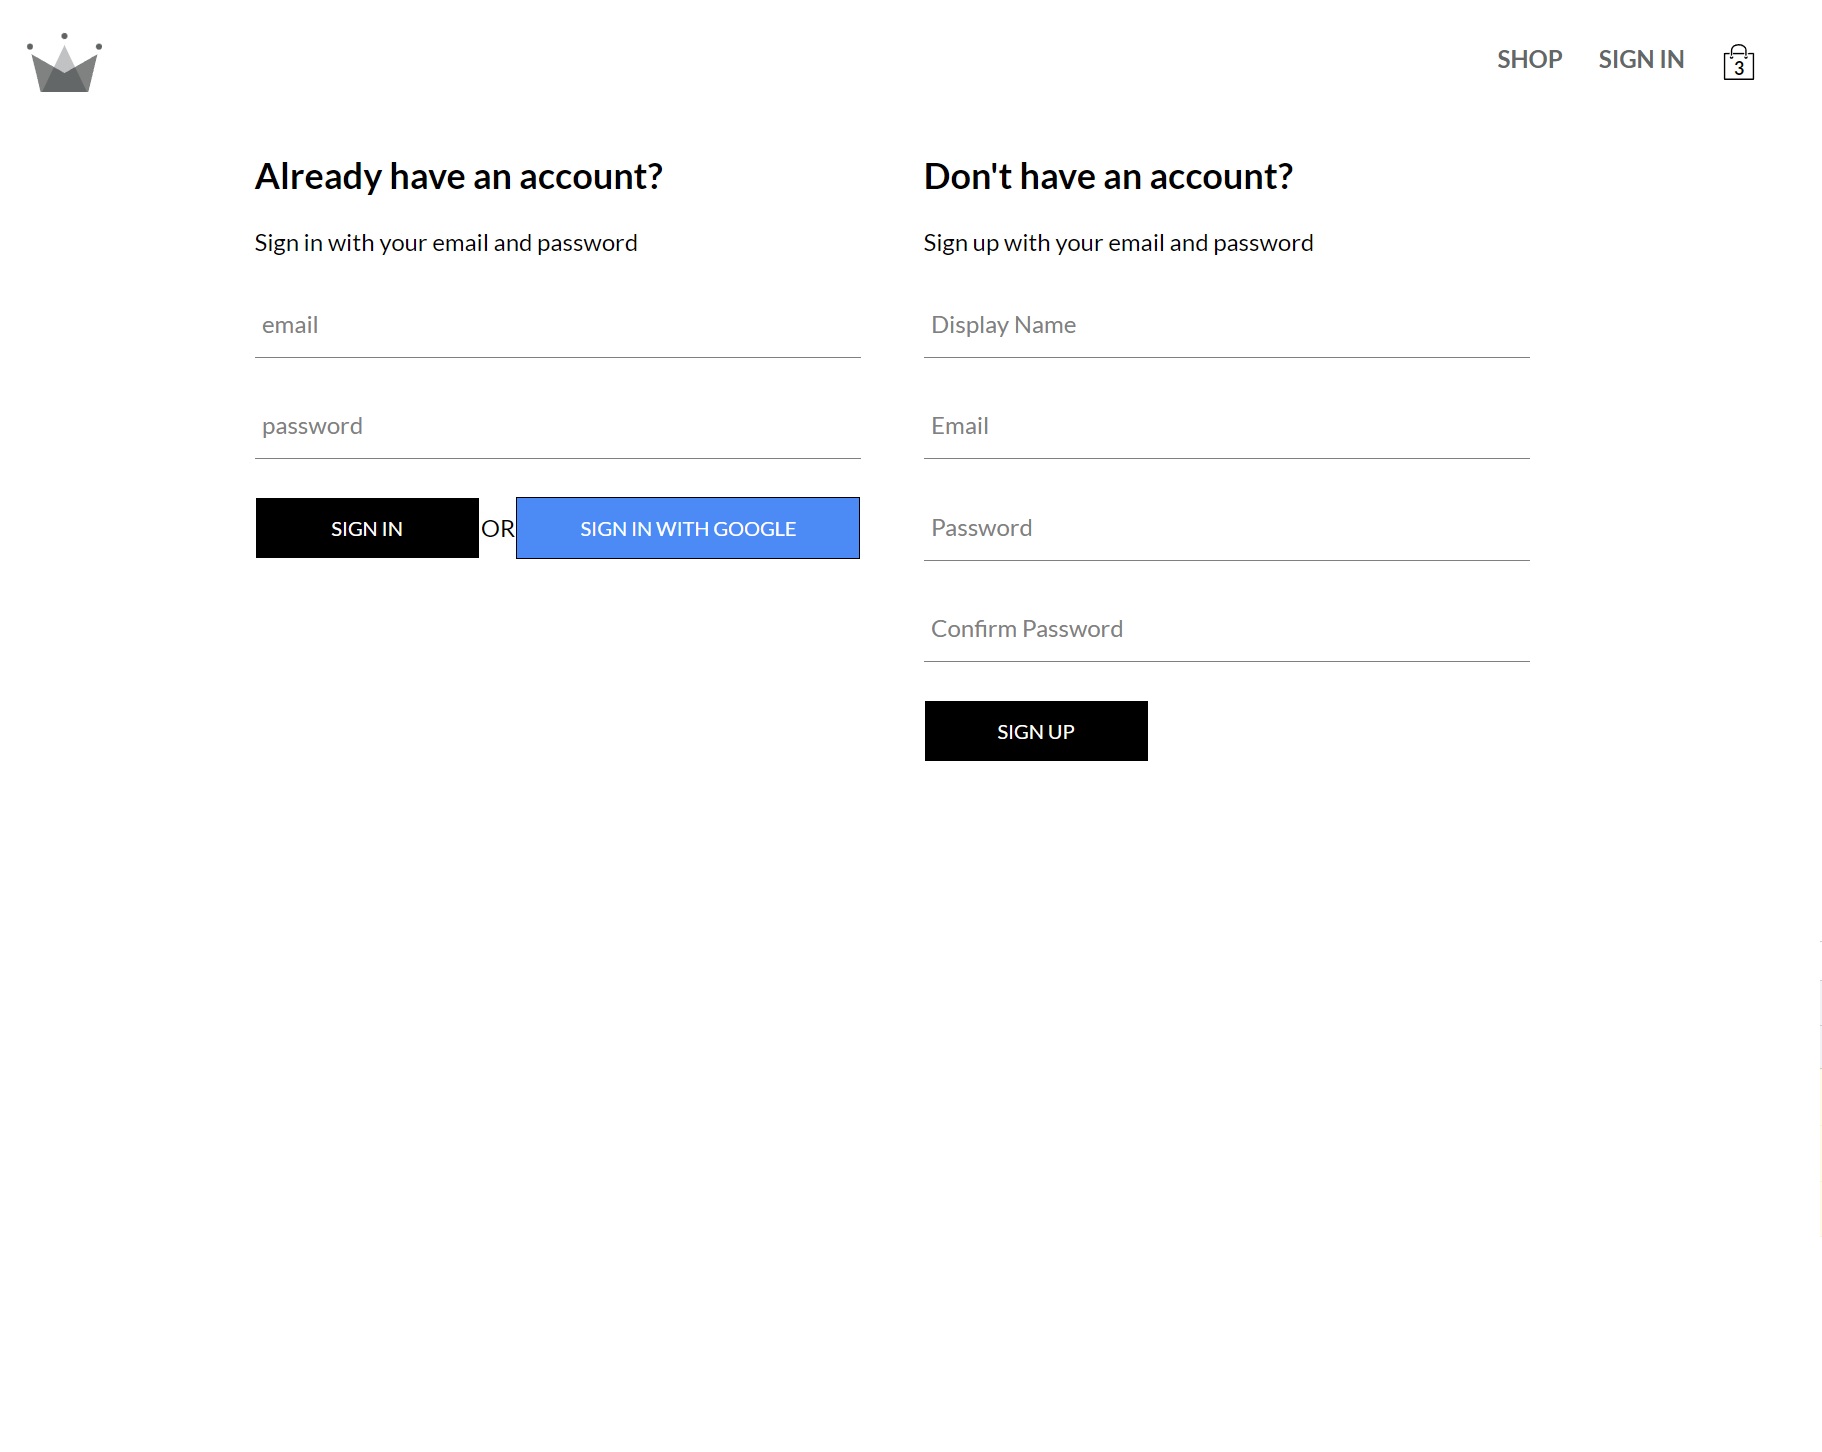 SHOP SIGN IN 3
Already have an account?
Sign in with your email and password
email
password
SIGN IN OR SIGN IN WITH GOOGLE
Don't have an account?
Sign up with your email and password
Display Name
Email
Password
Confirm Password
SIGN UP